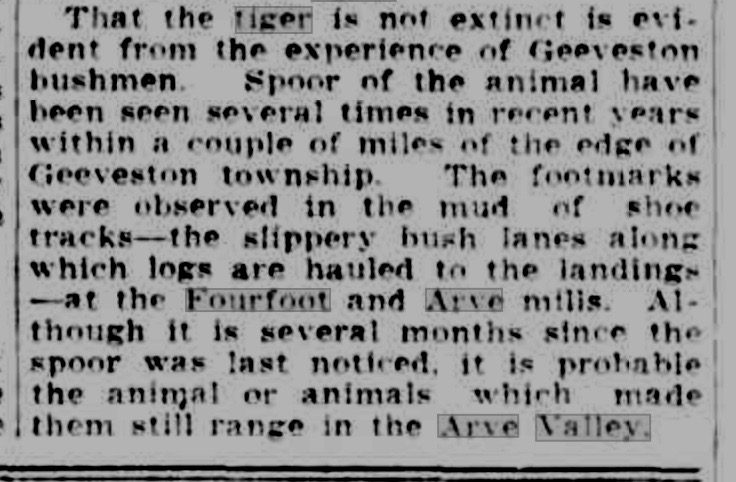 That the tiger is not extinct is evi-
dent from the experience of Geeveston
bushmen. Spoor of the animal have
been seen several times in recent years
within a couple of miles of the edge of
Geeveston township. The footmarks
were observed in the mud of shoe
tracks—the slippery bush lanes along
which logs are hauled to the landings
—at the Fourfoot and Arve mills. Al-
though it is several months since the
spoor was last noticed, it is probable
the animal or animals which made
them still range in the Arve Valley.